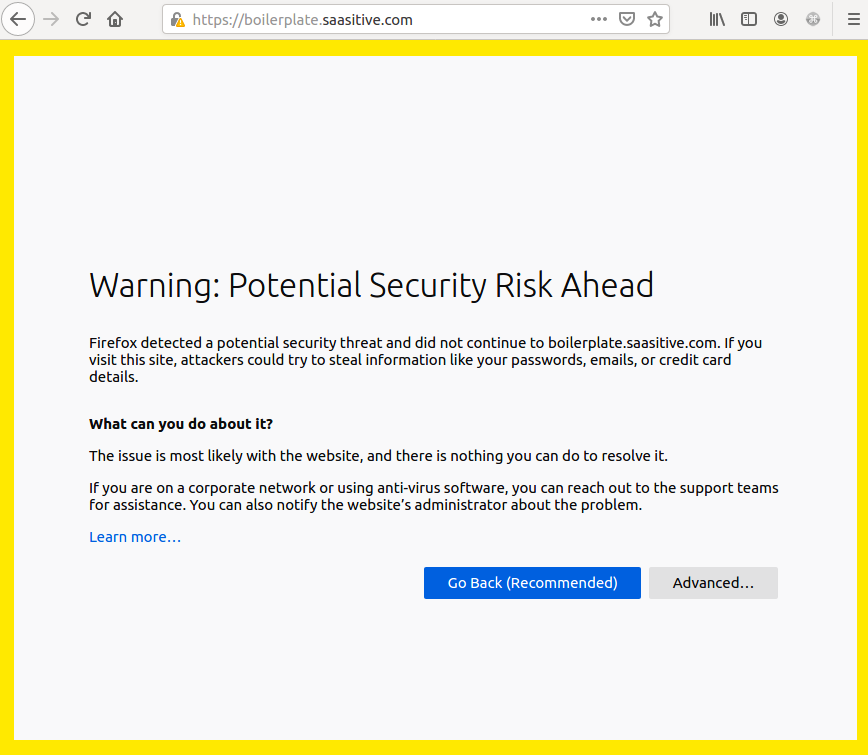 https://boilerplate.saasitive.com
Warning: Potential Security Risk Ahead
Firefox detected a potential security threat and did not continue to boilerplate.saasitive.com. If you
visit this site, attackers could try to steal information like your passwords, emails, or credit card
details.
What can you do about it?
The issue is most likely with the website, and there is nothing you can do to resolve it.
If you are on a corporate network or using anti-virus software, you can reach out to the support teams
for assistance. You can also notify the website’s administrator about the problem.
Learn more…
Go Back (Recommended)
Advanced…